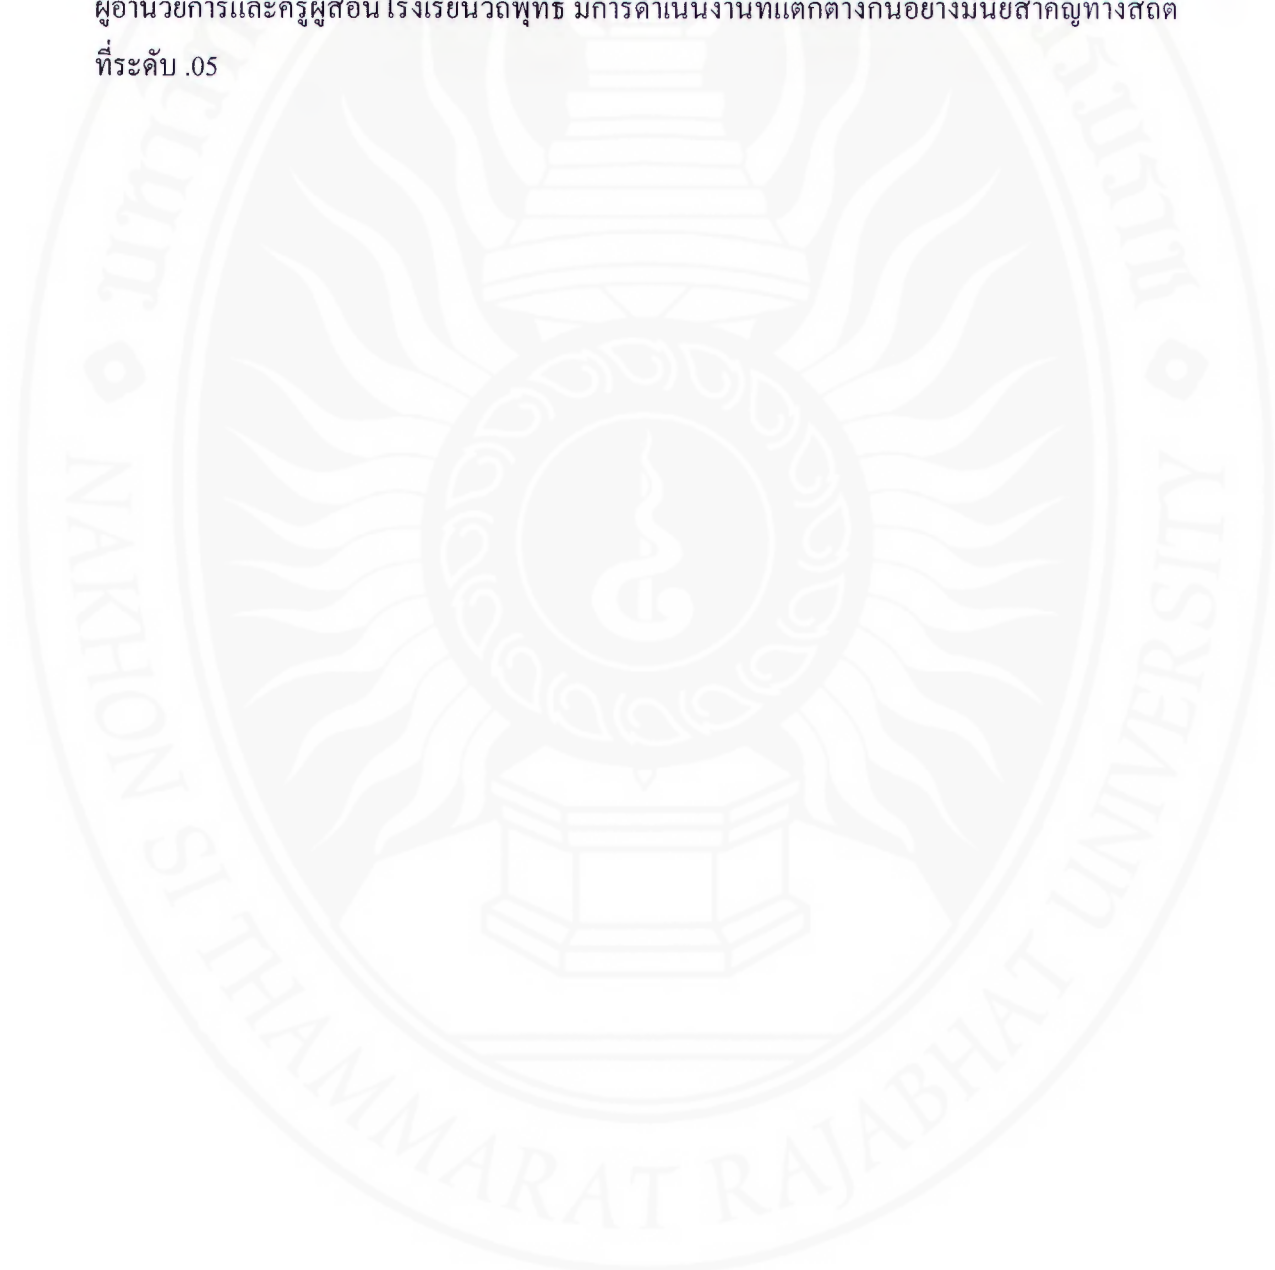 ผู้อำนวยการและครูผู้สอนโรงเรียนวิถีพุทธ มีการดำเนินงานที่แตกต่างกันอย่างมีนัยสำคัญทางสถิติ
ที่ระดับ .05
NAKHON SI THAMMARAT RAJABHAT UNIVERSITY